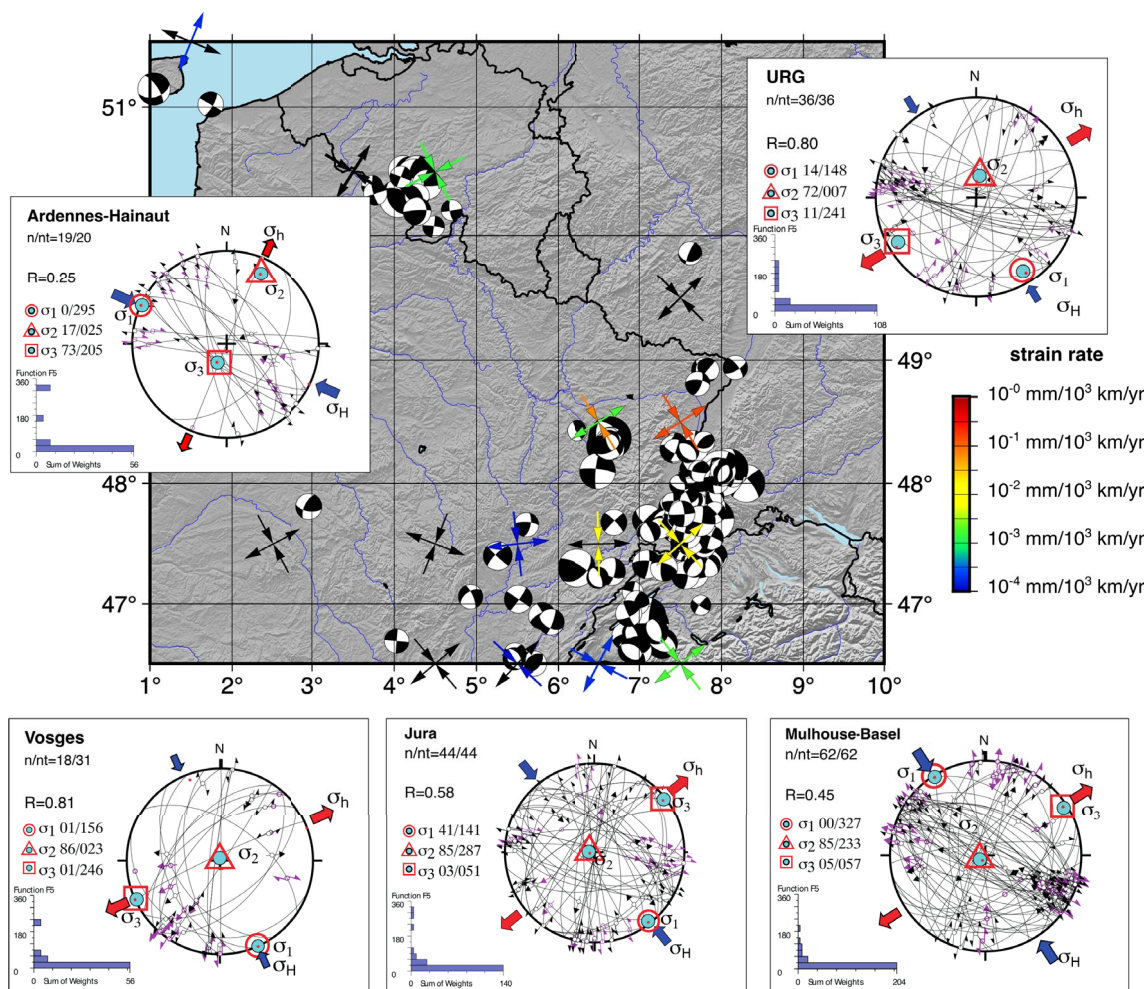 51°
49°
48°
47°
49°
48°
47°
1°
2°
3°
4°
5°
6°
7°
8°
9°
10°
URG
n/nt=36/36
R=0.80
σ1 14/148
σ2 72/007
σ3 11/241
Function F5
360
180
0
0 Sum of Weights 108
N
σh
σ2
σ3
σ1
σH
Ardennes-Hainaut
n/nt=19/20
R=0.25
σ1 0/295
σ2 17/025
σ3 73/205
Function F5
360
180
0
0 Sum of Weights 56
N
σh
σ2
σ1
σ3
σH
strain rate
10⁻⁰ mm/10³ km/yr
10⁻¹ mm/10³ km/yr
10⁻² mm/10³ km/yr
10⁻³ mm/10³ km/yr
10⁻⁴ mm/10³ km/yr
Vosges
n/nt=18/31
R=0.81
σ1 01/156
σ2 86/023
σ3 01/246
Function F5
360
180
0
0 Sum of Weights 56
N
σh
σ2
σ3
σ1
σH
Jura
n/nt=44/44
R=0.58
σ1 41/141
σ2 85/287
σ3 03/051
Function F5
360
180
0
0 Sum of Weights 140
N
σh
σ3
σ2
σ1
σH
Mulhouse-Basel
n/nt=62/62
R=0.45
σ1 00/327
σ2 85/233
σ3 05/057
Function F5
360
180
0
0 Sum of Weights 204
N
σ1
σh
σ3
σ2
σH